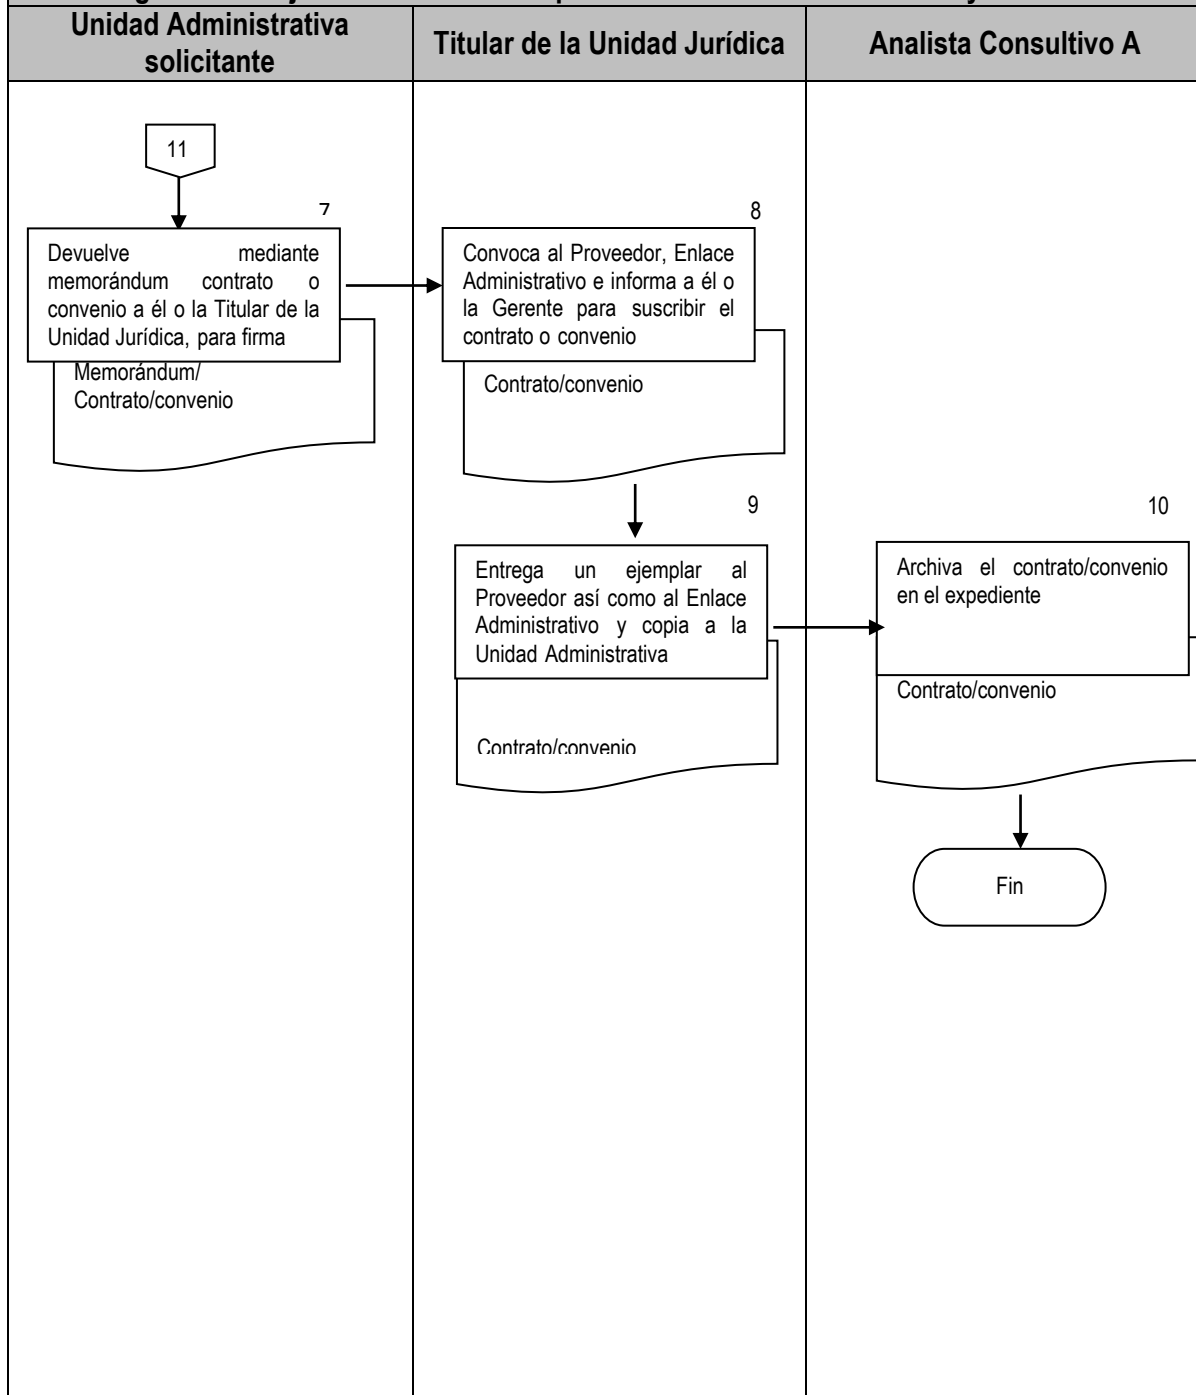 Unidad Administrativa
solicitante
Titular de la Unidad Jurídica
Analista Consultivo A
11
7
Devuelve mediante
memorándum contrato o
convenio a él o la Titular de la
Unidad Jurídica, para firma
Memorándum/
Contrato/convenio
8
Convoca al Proveedor, Enlace
Administrativo e informa a él o
la Gerente para suscribir el
contrato o convenio
Contrato/convenio
9
Entrega un ejemplar al
Proveedor así como al Enlace
Administrativo y copia a la
Unidad Administrativa
Contrato/convenio
10
Archiva el contrato/convenio
en el expediente
Contrato/convenio
Fin